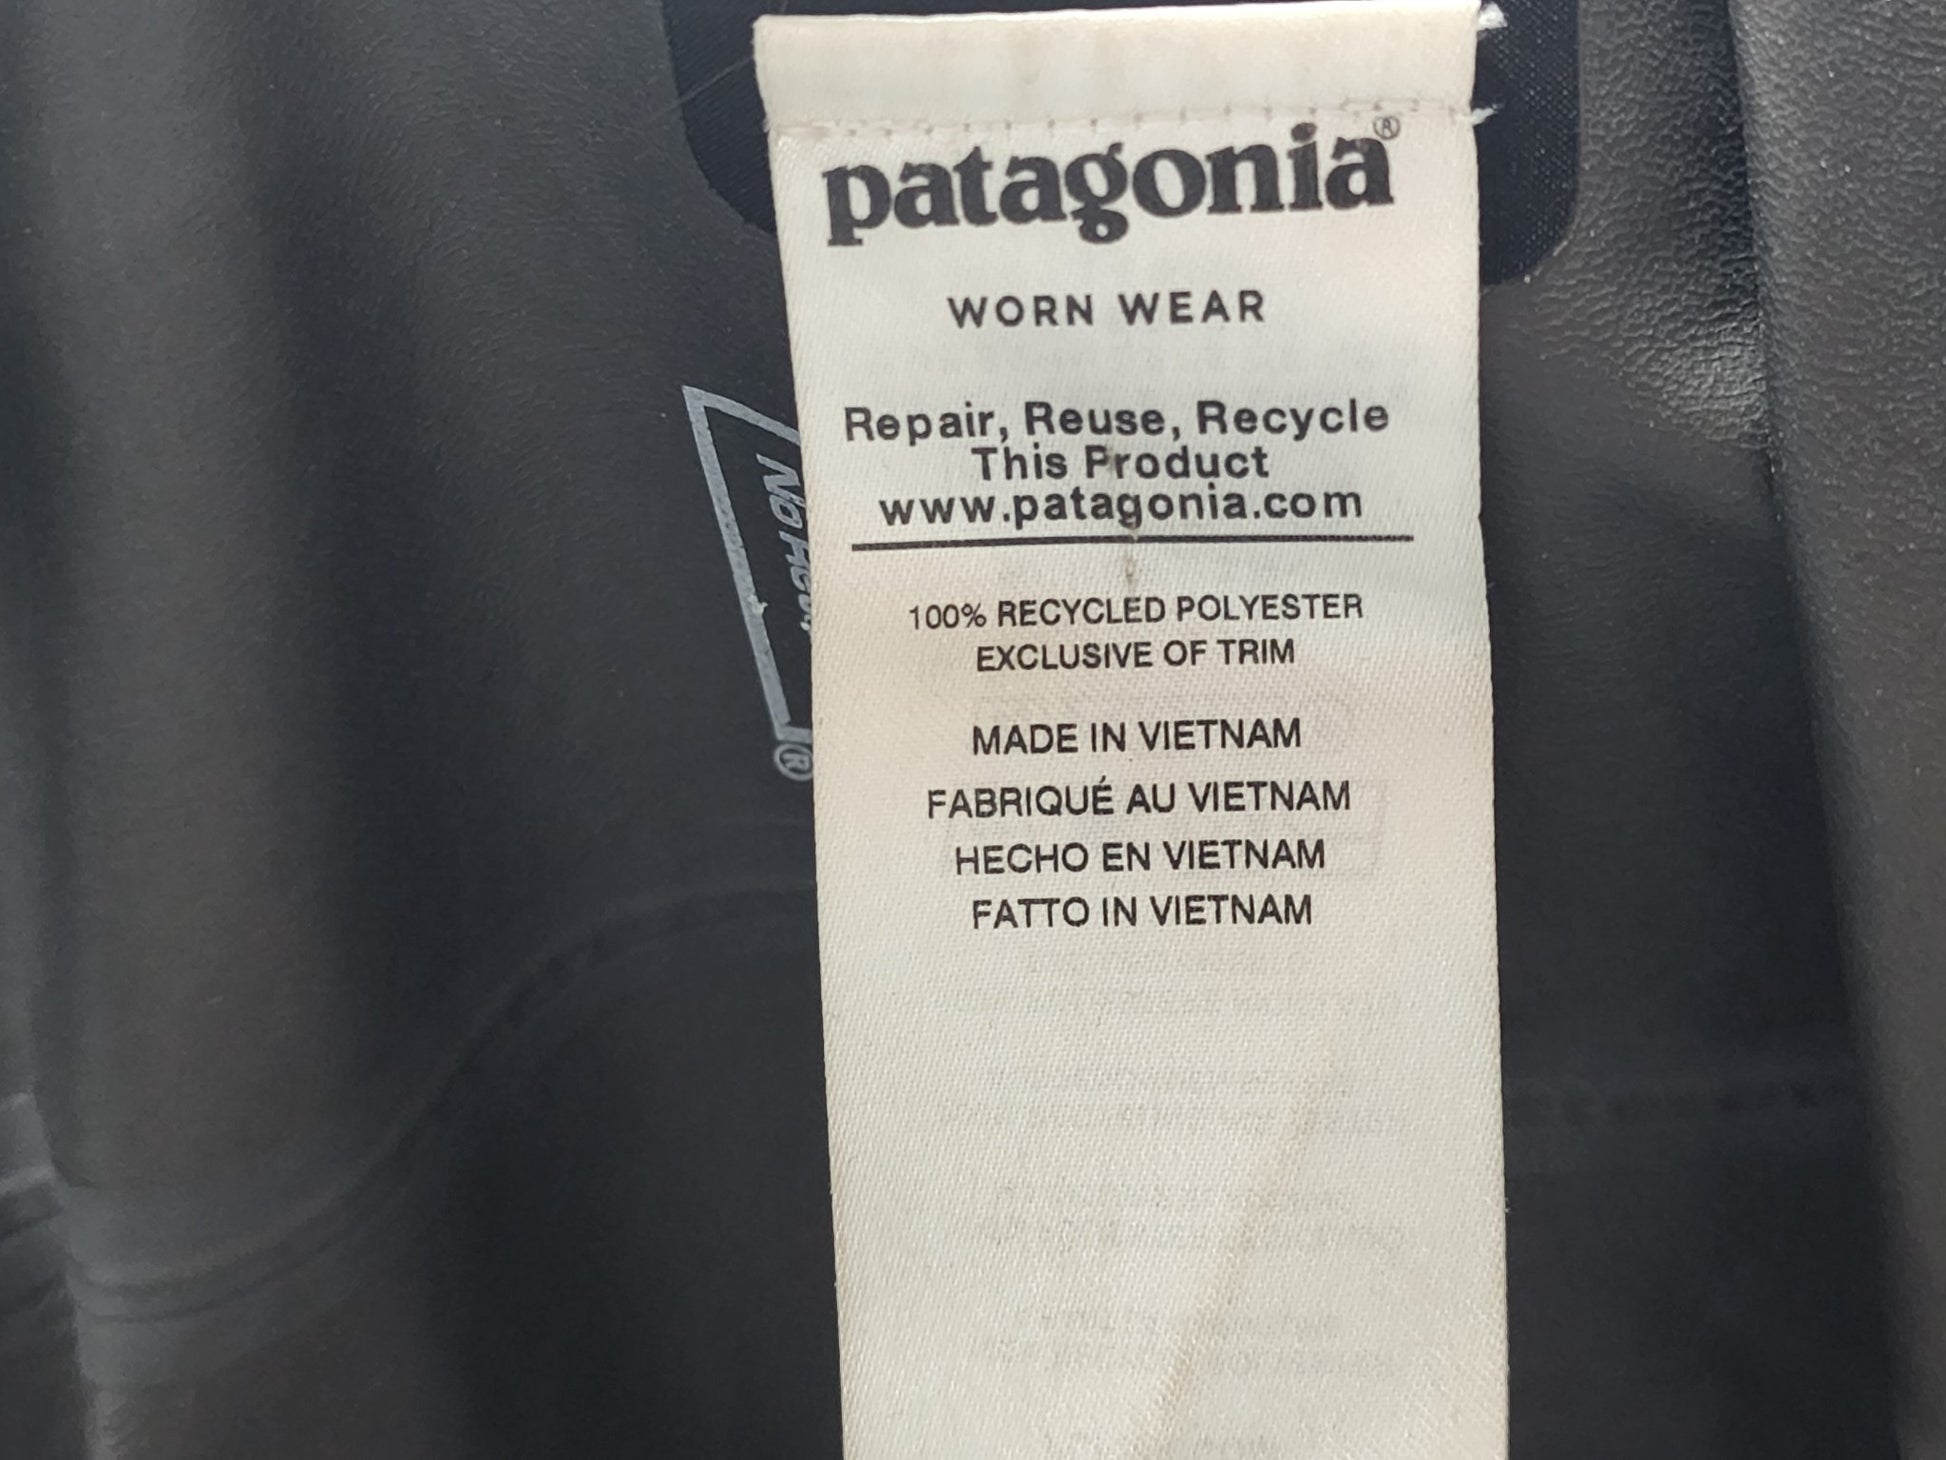 patagonia®
WORN WEAR
Repair, Reuse, Recycle
This Product
www.patagonia.com
100% RECYCLED POLYESTER
EXCLUSIVE OF TRIM
MADE IN VIETNAM
FABRIQUÉ AU VIETNAM
HECHO EN VIETNAM
FATTO IN VIETNAM
No
®